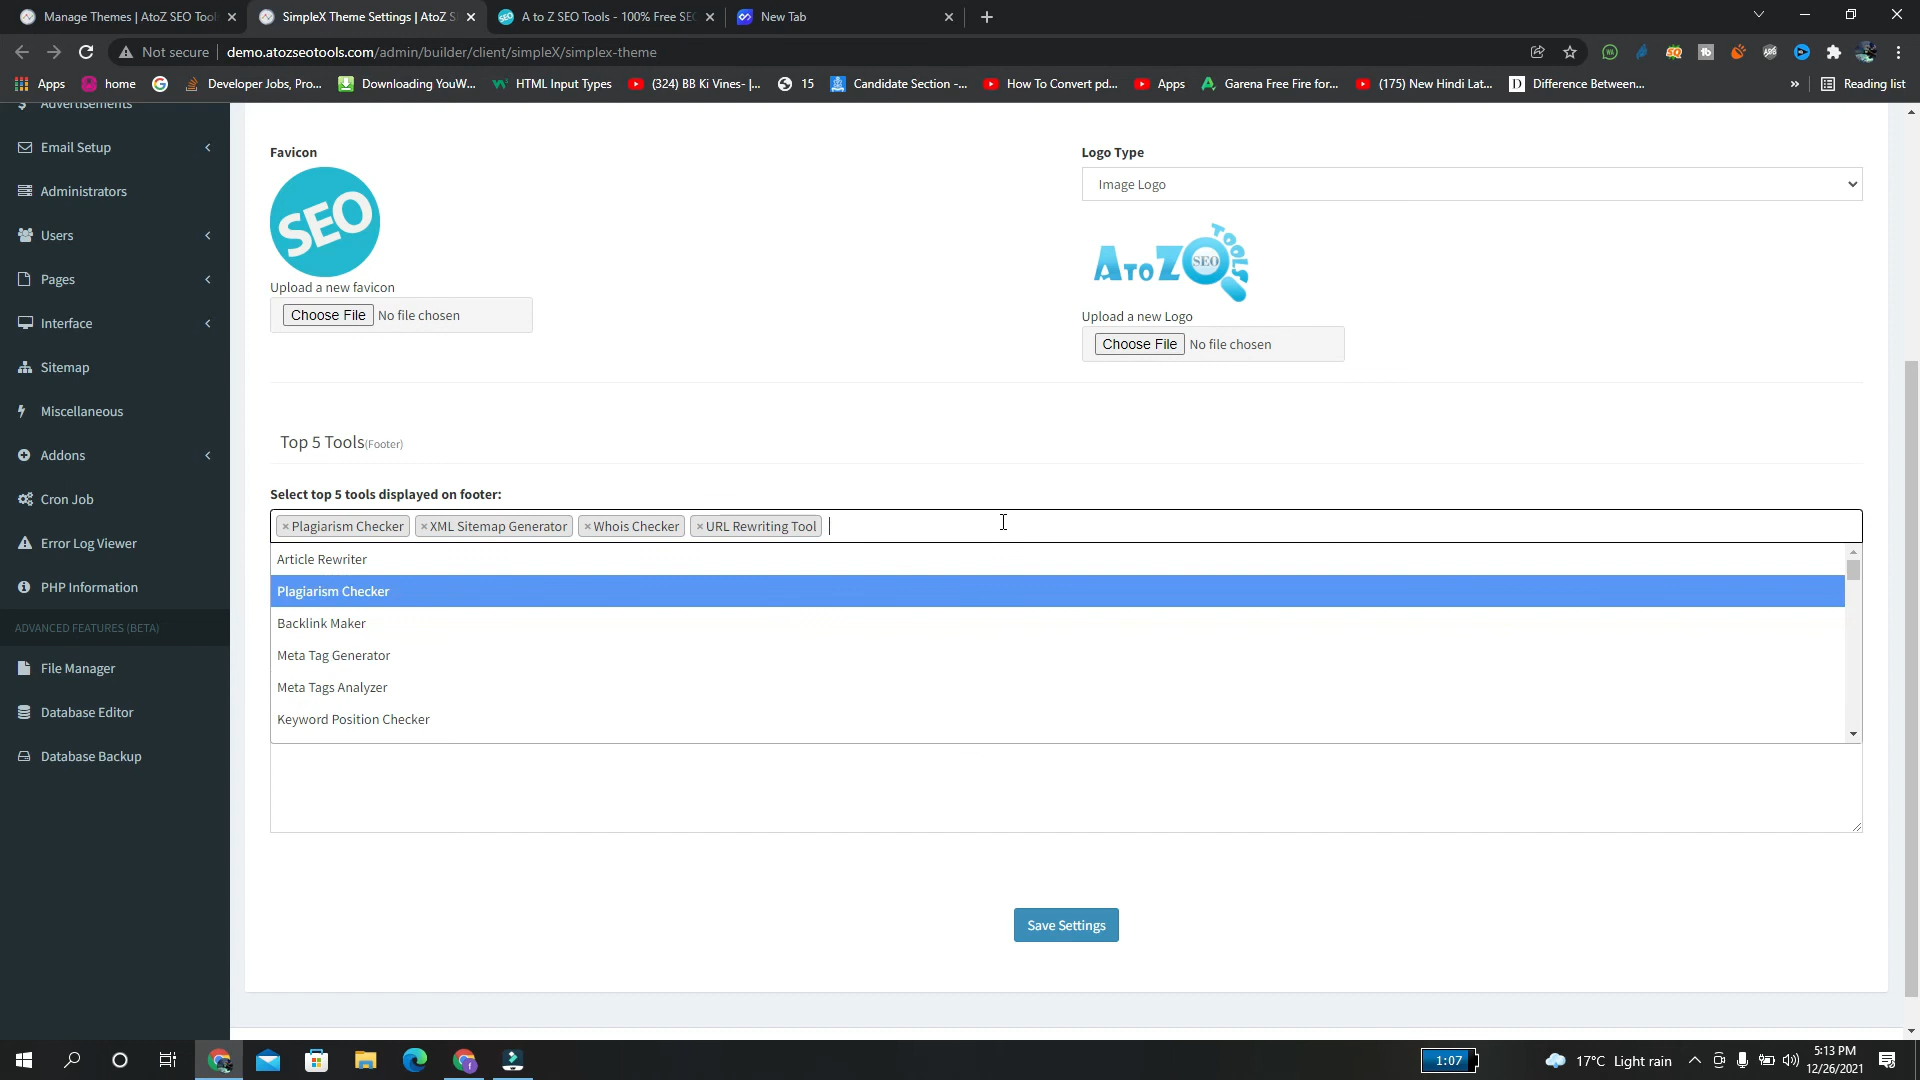 Manage Themes | AtoZ SEO Tool
SimpleX Theme Settings | AtoZ S
A to Z SEO Tools - 100% Free SE
New Tab
Not secure
demo.atozseotools.com/admin/builder/client/simpleX/simplex-theme
Apps
home
Developer Jobs, Pro...
Downloading YouW...
HTML Input Types
(324) BB Ki Vines- |...
15
Candidate Section -...
How To Convert pd...
Apps
Garena Free Fire for...
(175) New Hindi Lat...
Difference Between...
»
Reading list
Advertisements
Email Setup
Administrators
Users
Pages
Interface
Sitemap
Miscellaneous
Addons
Cron Job
Error Log Viewer
PHP Information
ADVANCED FEATURES (BETA)
File Manager
Database Editor
Database Backup
Favicon
SEO
Upload a new favicon
Choose File No file chosen
Logo Type
Image Logo
A TO Z SEO TOOLS
Upload a new Logo
Choose File No file chosen
Top 5 Tools(Footer)
Select top 5 tools displayed on footer:
×Plagiarism Checker ×XML Sitemap Generator ×Whois Checker ×URL Rewriting Tool
Article Rewriter
Plagiarism Checker
Backlink Maker
Meta Tag Generator
Meta Tags Analyzer
Keyword Position Checker
Save Settings
1:07
17°C Light rain
5:13 PM
12/26/2021